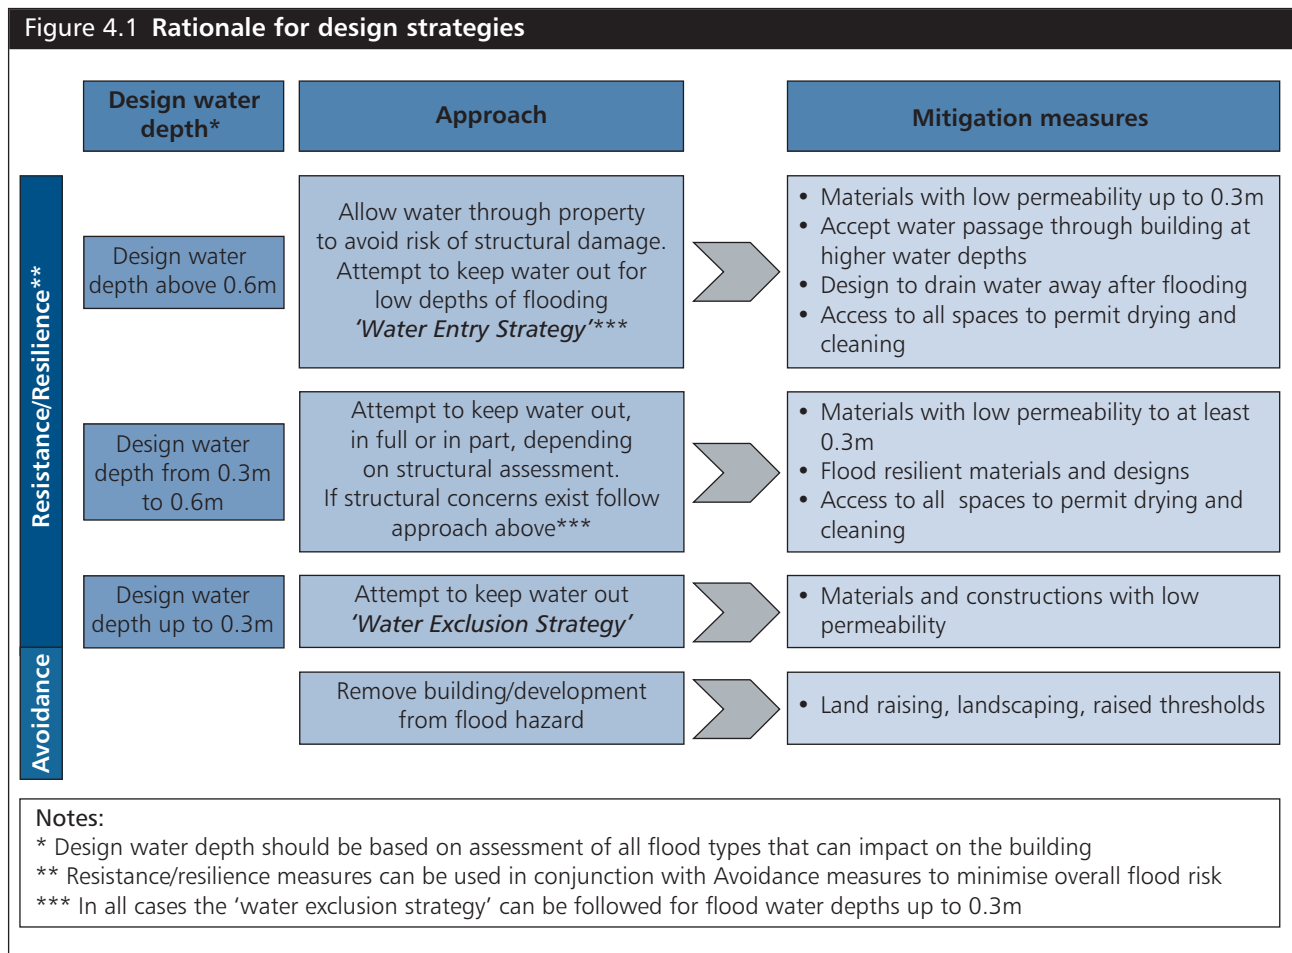 Figure 4.1 Rationale for design strategies
Design water
depth*
Approach
Mitigation measures
Resistance/Resilience**
Design water
depth above 0.6m
Allow water through property
to avoid risk of structural damage.
Attempt to keep water out for
low depths of flooding
‘Water Entry Strategy’***
• Materials with low permeability up to 0.3m
• Accept water passage through building at
higher water depths
• Design to drain water away after flooding
• Access to all spaces to permit drying and
cleaning
Design water
depth from 0.3m
to 0.6m
Attempt to keep water out,
in full or in part, depending
on structural assessment.
If structural concerns exist follow
approach above***
• Materials with low permeability to at least
0.3m
• Flood resilient materials and designs
• Access to all  spaces to permit drying and
cleaning
Design water
depth up to 0.3m
Attempt to keep water out
‘Water Exclusion Strategy’
• Materials and constructions with low
permeability
Avoidance
Remove building/development
from flood hazard
• Land raising, landscaping, raised thresholds
Notes:
* Design water depth should be based on assessment of all flood types that can impact on the building
** Resistance/resilience measures can be used in conjunction with Avoidance measures to minimise overall flood risk
*** In all cases the ‘water exclusion strategy’ can be followed for flood water depths up to 0.3m